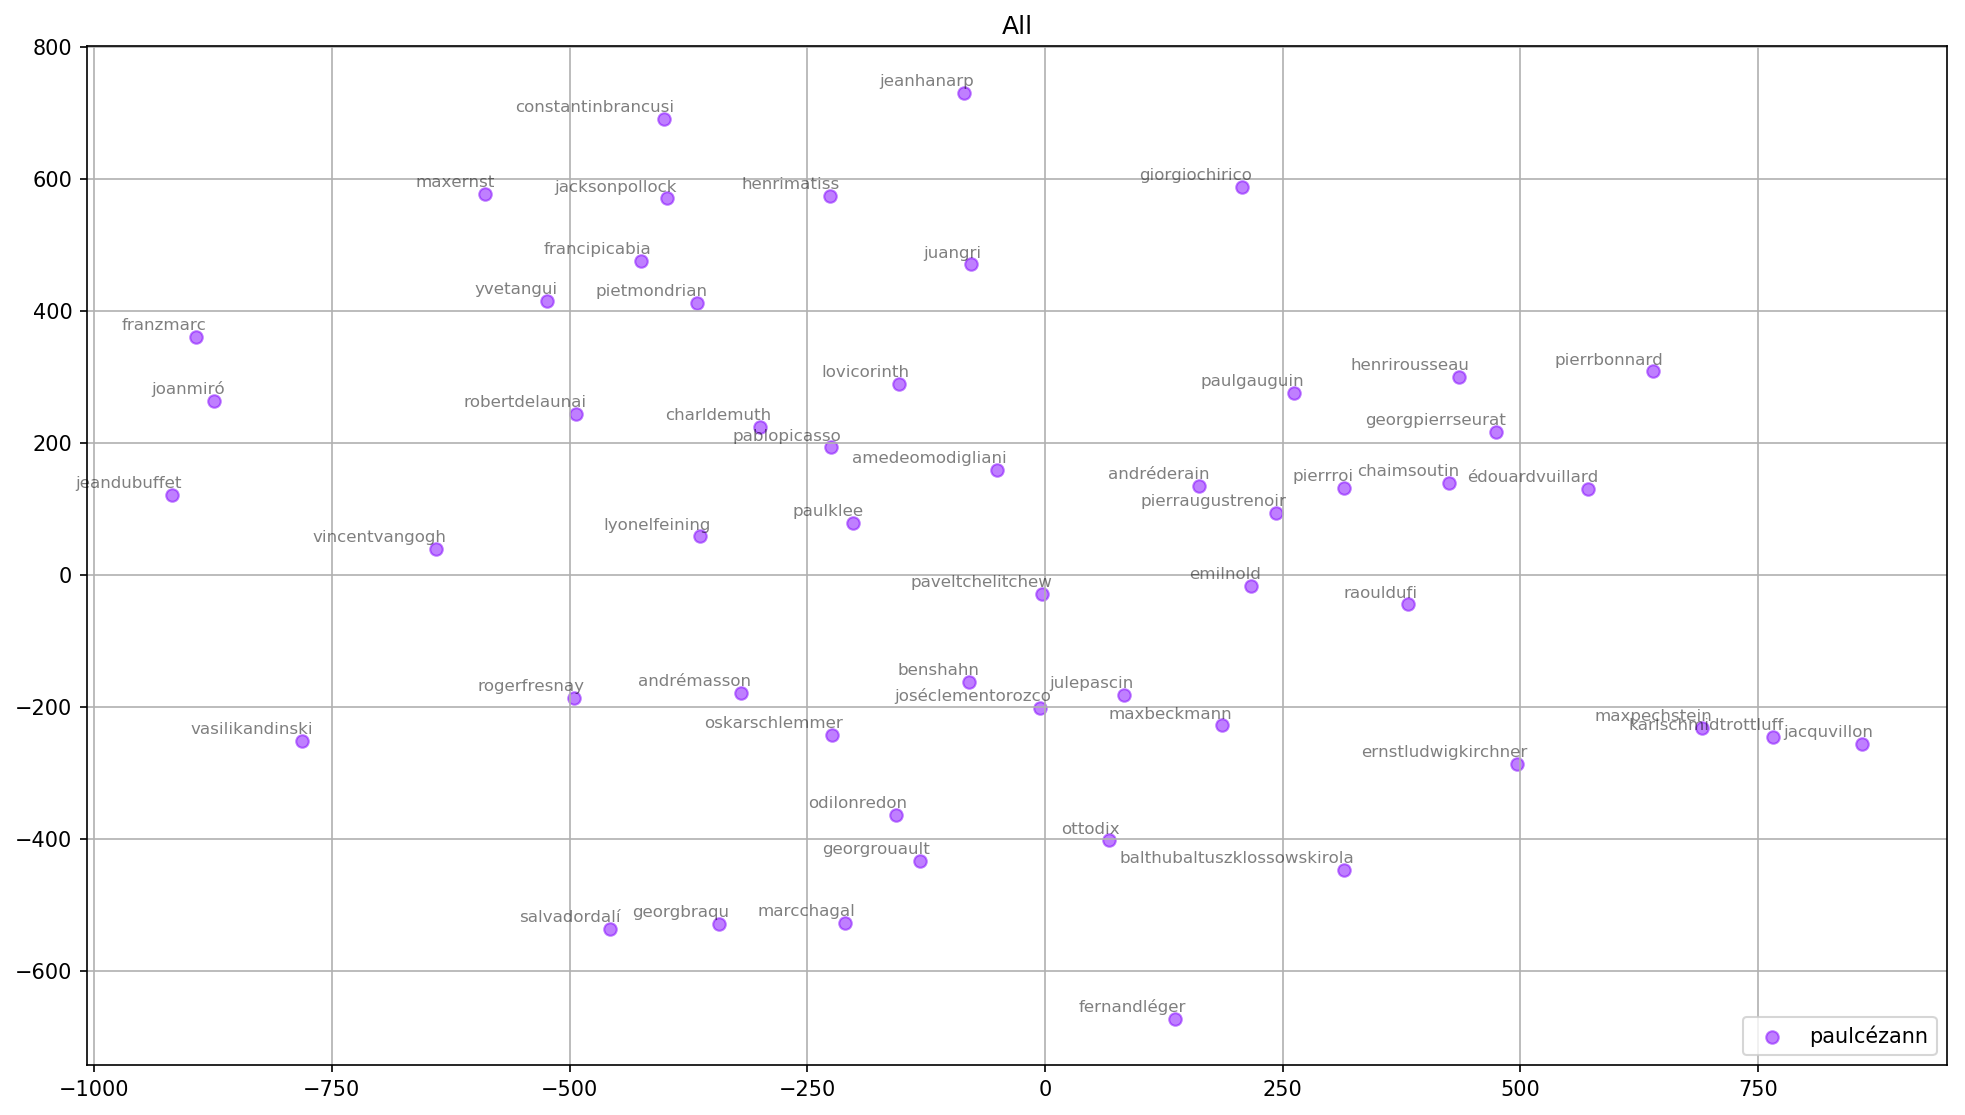 All
800
jeanhanarp
constantinbrancusi
600
maxernst
jacksonpollock
henrimatiss
giorgiochirico
francipicabia
juangri
yvetangui
pietmondrian
400
franzmarc
joanmiró
lovicorinth
henrirousseau
pierrbonnard
paulgauguin
robertdelaunai
charldemuth
georgpierrseurat
200
pablopicasso
amedeomodigliani
andréderain
pierrroi
chaimsoutin
édouardvuillard
jeandubuffet
pierraugustrenoir
paulklee
lyonelfeining
vincentvangogh
0
paveltchelitchew
emilnold
raouldufi
benshahn
rogerfresnay
andrémasson
julepascin
joséclementorozco
−200
maxbeckmann
maxpechstein
karlschmidtrottluff
jacquvillon
vasilikandinski
oskarschlemmer
ernstludwigkirchner
odilonredon
ottodix
−400
georgrouault
balthubaltuszklossowskirola
salvadordalí
georgbraqu
marcchagal
−600
fernandléger
paulcézann
−1000 −750 −500 −250 0 250 500 750